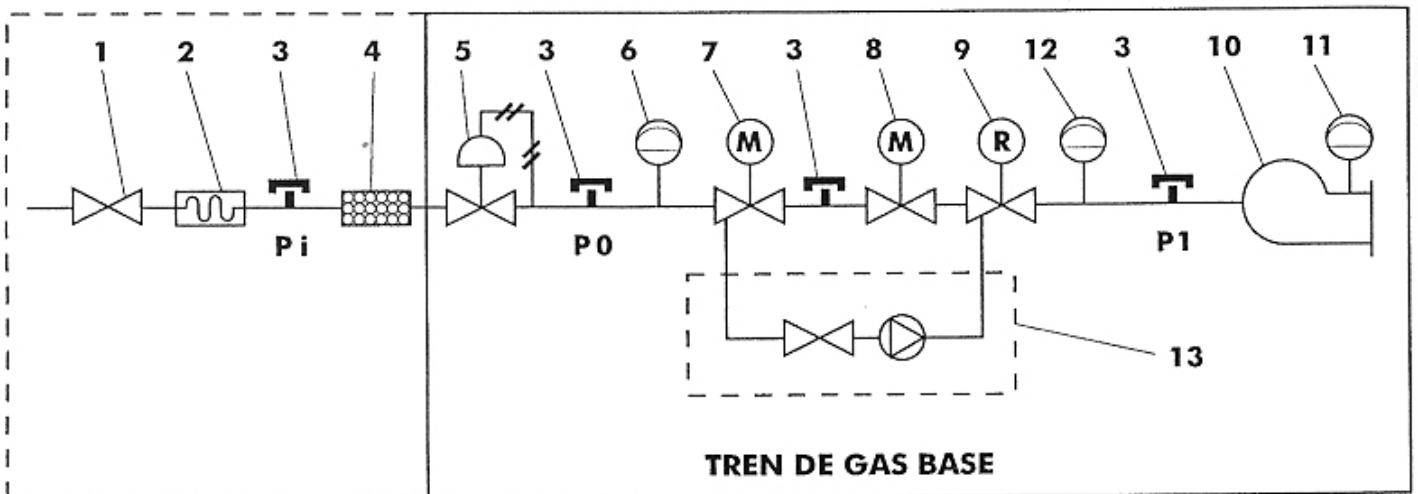 1 2 3 4 5 3 6 7 3 8 9 12 3 10 11
M M R
Pi P0 P1
13
TREN DE GAS BASE